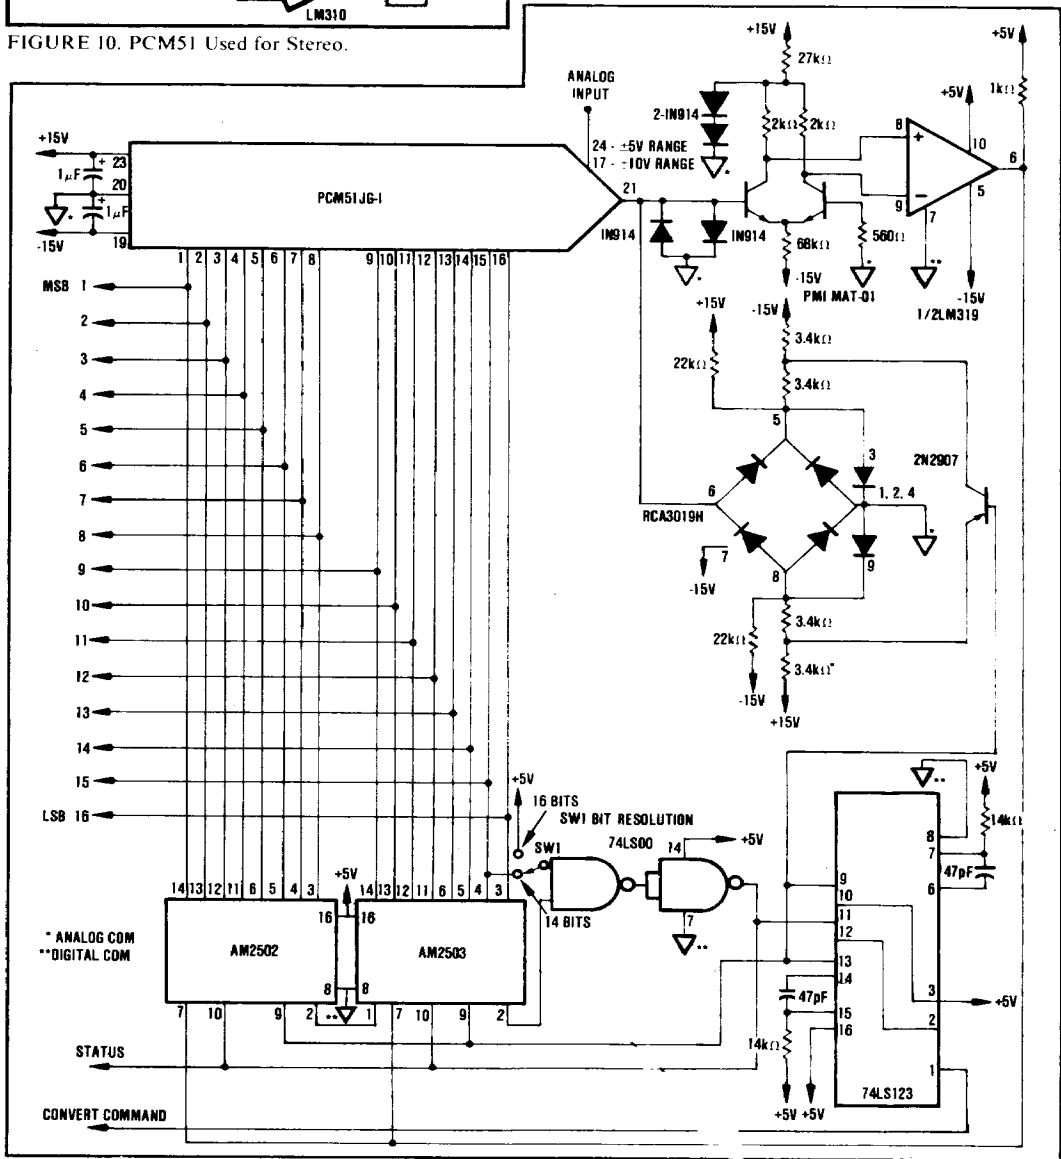 LM310
FIGURE 10. PCM51 Used for Stereo.
+15V
1μF
1μF
-15V
+
+
23
20
19
*
PCM51JG-I
ANALOG
INPUT
24 - ±5V RANGE
17 - ±10V RANGE
21
1 2 3 4 5 6 7 8
9 10 11 12 13 14 15 16
IN914
IN914
*
2-IN914
*
+15V
27kΩ
2kΩ
2kΩ
68kΩ
-15V
560Ω
*
PMI MAT-01
8
+
9
−
7
**
+5V
10
5
6
-15V
1/2LM319
+5V
1kΩ
MSB 1
2
3
4
5
6
7
8
9
10
11
12
13
14
15
LSB 16
+15V
22kΩ
-15V
3.4kΩ
3.4kΩ
5
3
6
RCA3019H
1, 2, 4
*
7
-15V
8
9
2N2907
3.4kΩ
22kΩ
3.4kΩ*
-15V
+15V
+5V
16 BITS
SW1 BIT RESOLUTION
SW1
14 BITS
74LS00
14
+5V
7
**
14 13 12 11 6 5 4 3
14 13 12 11 6 5 4 3
+5V
16
16
* ANALOG COM
**DIGITAL COM
AM2502
AM2503
8
8
**
7 10 9 2
1 7 10 9 2
STATUS
CONVERT COMMAND
9
10
11
12
13
14
15
16
47pF
14kΩ
+5V
+5V
**
8
7
6
3
2
1
+5V
14kΩ
47pF
+5V
74LS123